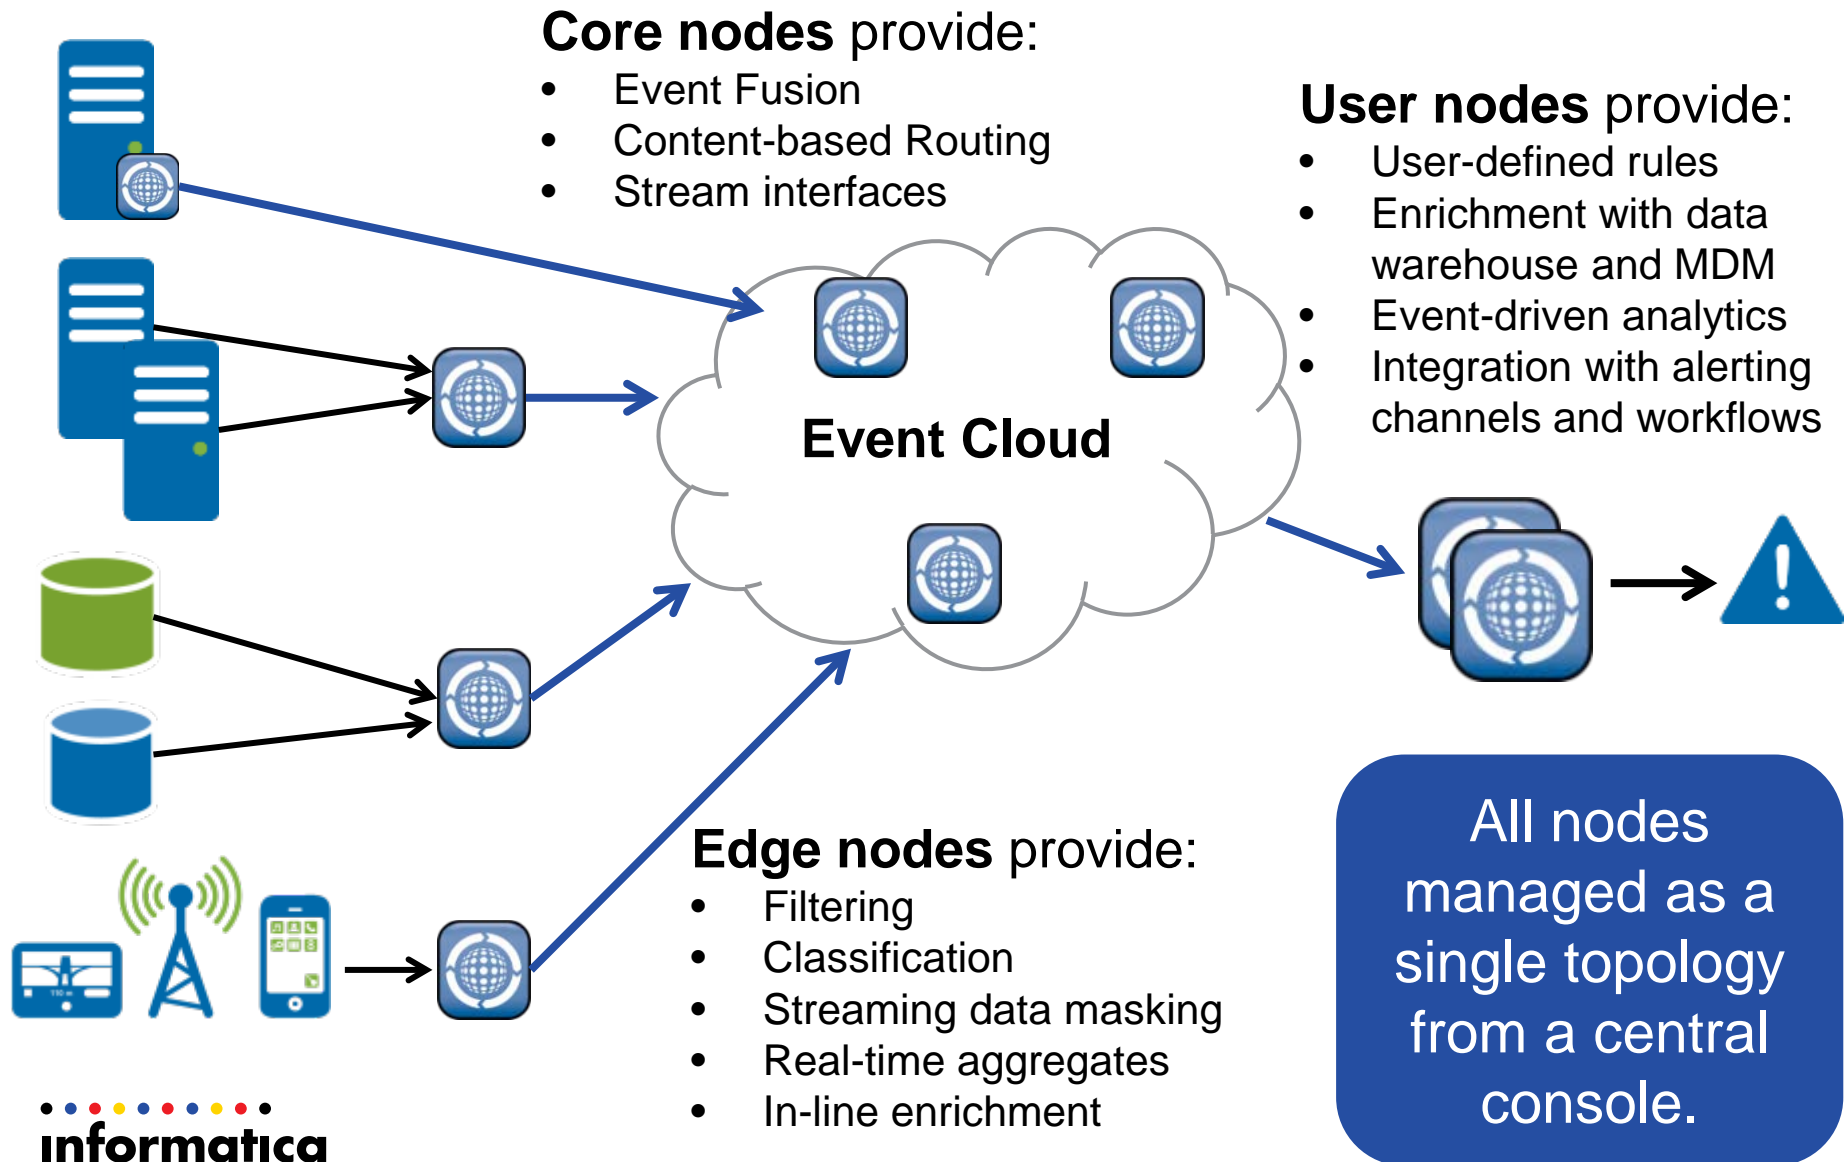 Core nodes provide:
• Event Fusion
• Content-based Routing
• Stream interfaces
User nodes provide:
• User-defined rules
• Enrichment with data
warehouse and MDM
• Event-driven analytics
• Integration with alerting
channels and workflows
Event Cloud
Edge nodes provide:
• Filtering
• Classification
• Streaming data masking
• Real-time aggregates
• In-line enrichment
All nodes
managed as a
single topology
from a central
console.
110 m
informatica